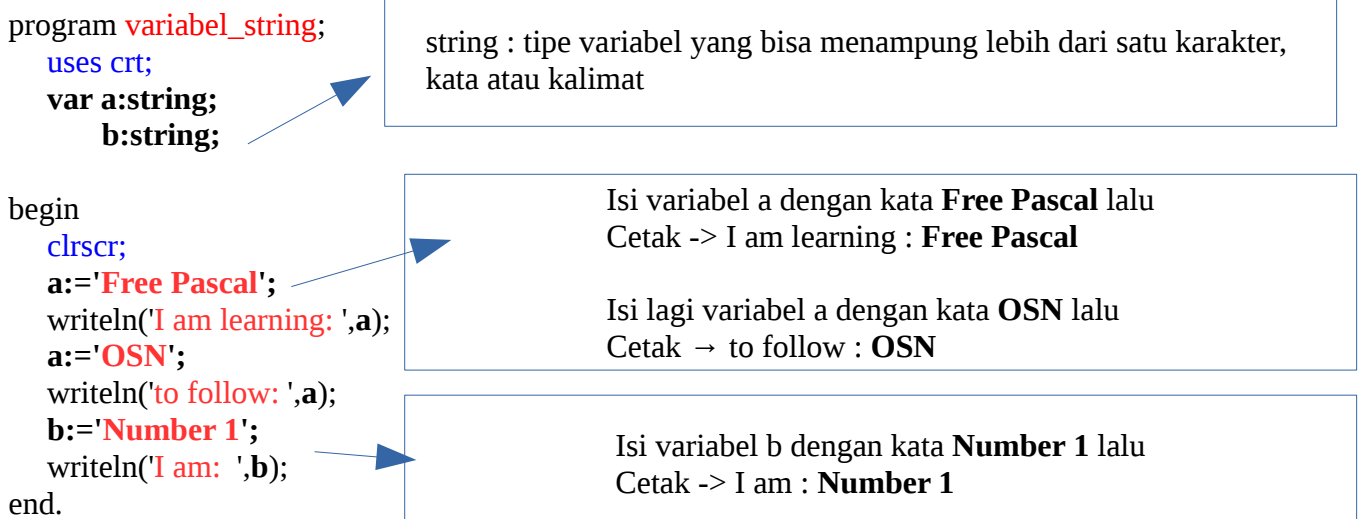 program variabel_string;
uses crt;
var a:string;
b:string;
string : tipe variabel yang bisa menampung lebih dari satu karakter,
kata atau kalimat
begin
clrscr;
a:='Free Pascal';
writeln('I am learning: ',a);
a:='OSN';
writeln('to follow: ',a);
b:='Number 1';
writeln('I am:  ',b);
end.
Isi variabel a dengan kata Free Pascal lalu
Cetak -> I am learning : Free Pascal
Isi lagi variabel a dengan kata OSN lalu
Cetak → to follow : OSN
Isi variabel b dengan kata Number 1 lalu
Cetak -> I am : Number 1